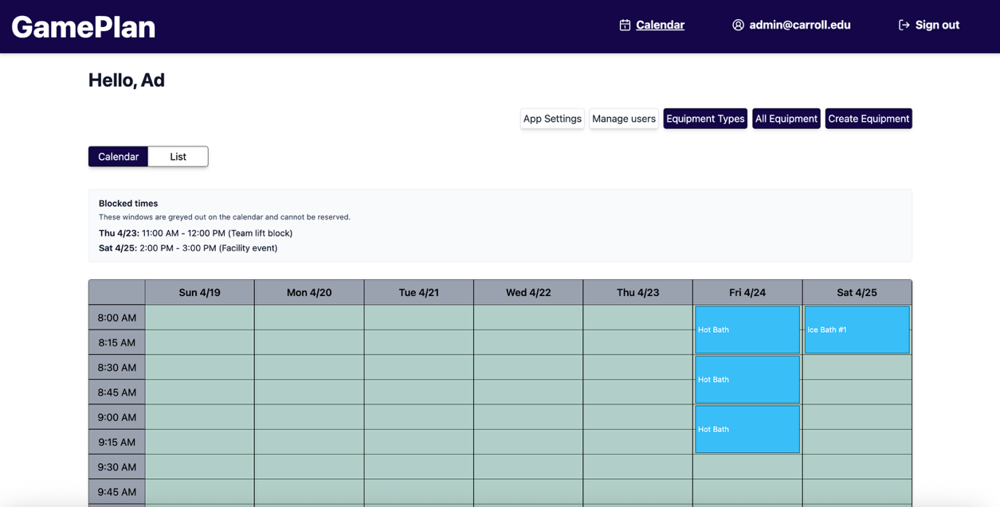 GamePlan
Calendar
admin@carroll.edu
Sign out
Hello, Ad
App Settings
Manage users
Equipment Types
All Equipment
Create Equipment
Calendar
List
Blocked times
These windows are greyed out on the calendar and cannot be reserved.
Thu 4/23: 11:00 AM - 12:00 PM (Team lift block)
Sat 4/25: 2:00 PM - 3:00 PM (Facility event)
Sun 4/19
Mon 4/20
Tue 4/21
Wed 4/22
Thu 4/23
Fri 4/24
Sat 4/25
8:00 AM
Hot Bath
Ice Bath #1
8:15 AM
8:30 AM
Hot Bath
8:45 AM
9:00 AM
Hot Bath
9:15 AM
9:30 AM
9:45 AM